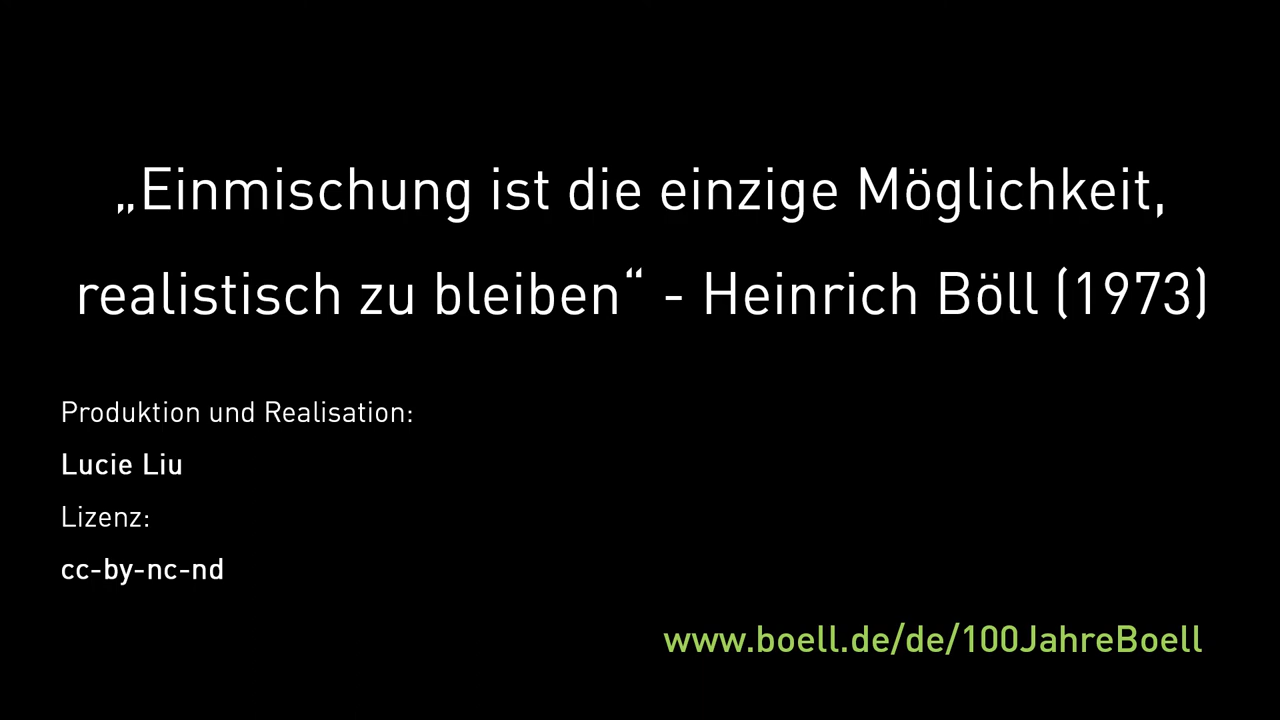 „Einmischung ist die einzige Möglichkeit,
realistisch zu bleiben“ - Heinrich Böll (1973)
Produktion und Realisation:
Lucie Liu
Lizenz:
cc-by-nc-nd
www.boell.de/de/100JahreBoell